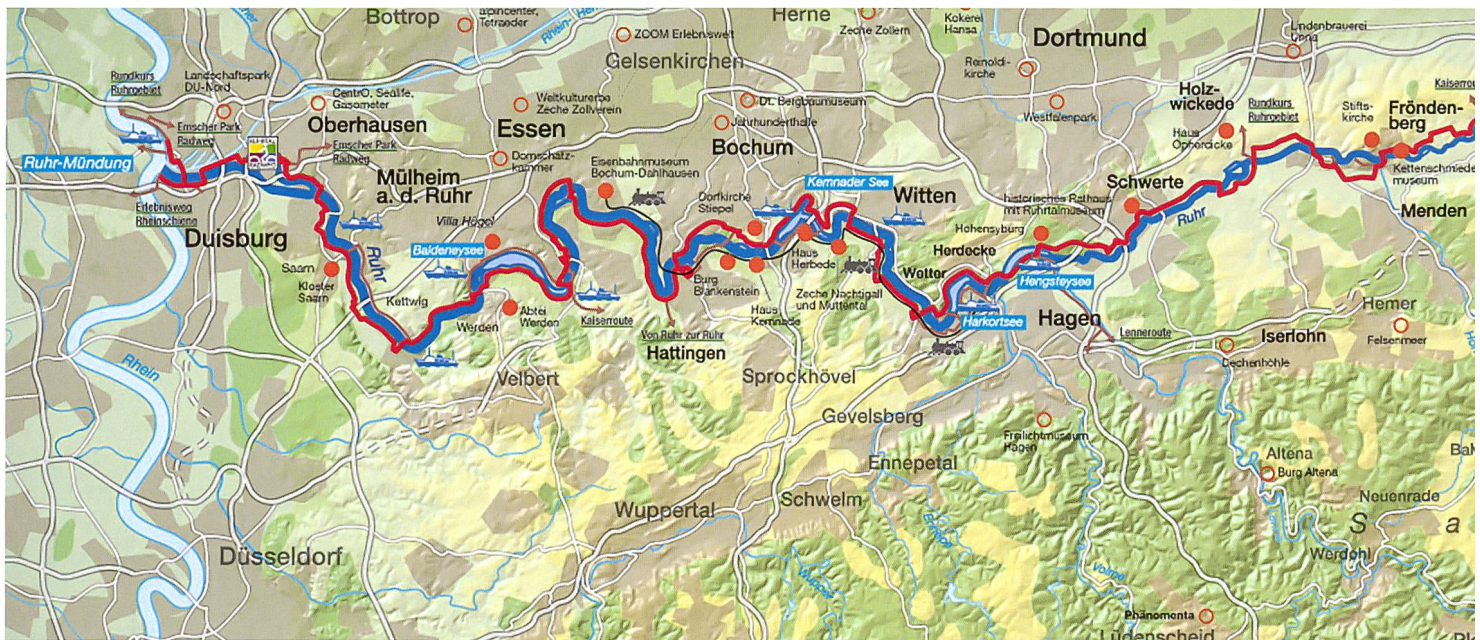 Bottrop
alpincenter,
Tetraeder
ZOOM Erlebniswelt
Gelsenkirchen
Herne
Zeche Zollern
Kokerei
Hansa
Dortmund
Reinoldi-
kirche
Lindenbrauerei
Unna
Rundkurs
Ruhrgebiet
Landschaftspark
DU-Nord
CentrO, Sealife,
Gasometer
Weltkulturerbe
Zeche Zollverein
Dt. Bergbaumuseum
Jahrhunderthalle
Westfalenpark
Holz-
wickede
Rundkurs
Ruhrgebiet
Stifts-
kirche
Kaiserrou
Frönden-
berg
Emscher Park
Radweg
Oberhausen
Emscher Park
Radweg
Essen
Bochum
Haus
Opherdicke
Ruhr-Mündung
Domschatz-
kammer
Eisenbahnmuseum
Bochum-Dahlhausen
Mülheim
a. d. Ruhr
Dorfkirche
Stiepel
Kemnader See
Witten
Schwerte
Kettenschmiede
museum
Erlebnisweg
Rheinschiene
Villa Hügel
historisches Rathaus
mit Ruhrtalmuseum
Ruhr
Menden
Duisburg
Baldeneysee
Ruhr
Hohensyburg
Saarn
Kloster
Saarn
Haus
Herbede
Herdecke
Wetter
Kettwig
Burg
Blankenstein
Hengsteysee
Werden
Abtei
Werden
Kaiserroute
Haus
Kemnade
Zeche Nachtigall
und Muttental
Harkortsee
Hagen
Hemer
Von Ruhr zur Ruhr
Hattingen
Lenneroute
Iserlohn
Felsenmeer
Dechenhöhle
Rhein
Velbert
Sprockhövel
Gevelsberg
Freilichtmuseum
Hagen
Ennepetal
Altena
Burg Altena
Schwelm
Wuppertal
Neuenrade
S a
Düsseldorf
Ennepe
Werdohl
Wupper
Volme
Phänomenta
Lüdenscheid